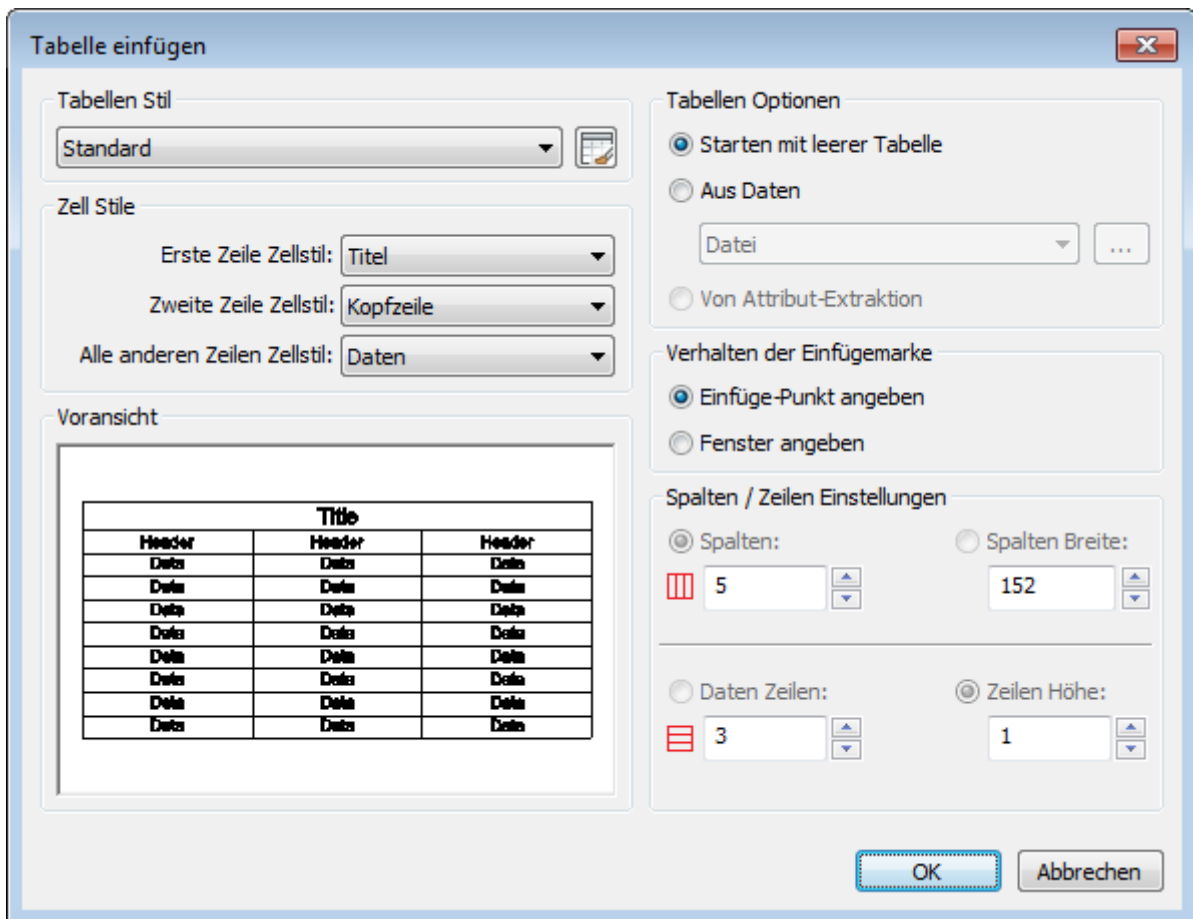 Tabelle einfügen
Tabellen Stil
Standard
Zell Stile
Erste Zeile Zellstil: Titel
Zweite Zeile Zellstil: Kopfzeile
Alle anderen Zeilen Zellstil: Daten
Voransicht
Title
Header Header Header
Data Data Data
Data Data Data
Data Data Data
Data Data Data
Data Data Data
Data Data Data
Data Data Data
Data Data Data
Tabellen Optionen
Starten mit leerer Tabelle
Aus Daten
Datei ...
Von Attribut-Extraktion
Verhalten der Einfügemarke
Einfüge-Punkt angeben
Fenster angeben
Spalten / Zeilen Einstellungen
Spalten: Spalten Breite:
5 152
Daten Zeilen: Zeilen Höhe:
3 1
OK Abbrechen